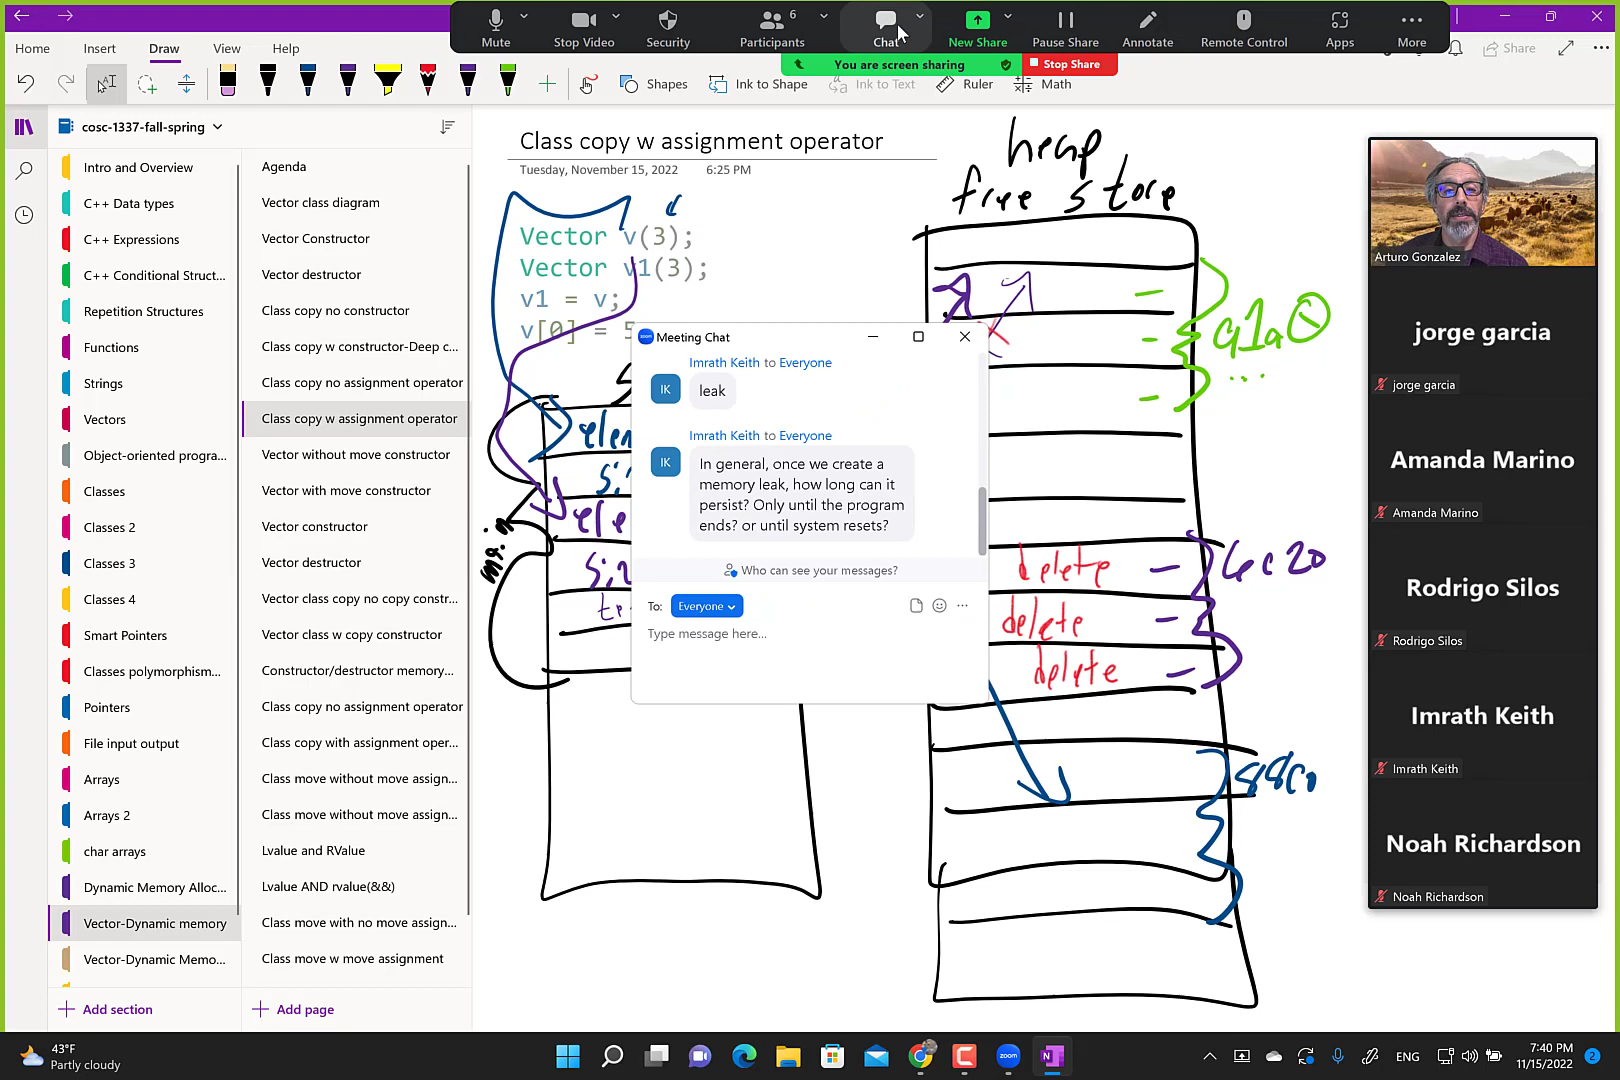 Mute
Stop Video
Security
Participants
6
Chat
New Share
Pause Share
Annotate
Remote Control
Apps
More
You are screen sharing
Stop Share
Home
Insert
Draw
View
Help
Share
Shapes
Ink to Shape
Ink to Text
Ruler
Math
cosc-1337-fall-spring
Intro and Overview
C++ Data types
C++ Expressions
C++ Conditional Struct...
Repetition Structures
Functions
Strings
Vectors
Object-oriented progra...
Classes
Classes 2
Classes 3
Classes 4
Smart Pointers
Classes polymorphism...
Pointers
File input output
Arrays
Arrays 2
char arrays
Dynamic Memory Alloc...
Vector-Dynamic memory
Vector-Dynamic Memo...
Add section
Agenda
Vector class diagram
Vector Constructor
Vector destructor
Class copy no constructor
Class copy w constructor-Deep c...
Class copy no assignment operator
Class copy w assignment operator
Vector without move constructor
Vector with move constructor
Vector constructor
Vector destructor
Vector class copy no copy constr...
Vector class w copy constructor
Constructor/destructor memory...
Class copy no assignment operator
Class copy with assignment oper...
Class move without move assign...
Class move without move assign...
Lvalue and RValue
Lvalue AND rvalue(&&)
Class move with no move assign...
Class move w move assignment
Add page
Class copy w assignment operator
Tuesday, November 15, 2022
6:25 PM
Vector v(3);
Vector v1(3);
v1 = v;
v[0] = 5
heap
free store
a1a0
...
delete
delete
delete
6c20
88c0
Meeting Chat
Imrath Keith to Everyone
IK
leak
Imrath Keith to Everyone
IK
In general, once we create a
memory leak, how long can it
persist? Only until the program
ends? or until system resets?
Who can see your messages?
To:
Everyone
Type message here...
Arturo Gonzalez
jorge garcia
jorge garcia
Amanda Marino
Amanda Marino
Rodrigo Silos
Rodrigo Silos
Imrath Keith
Imrath Keith
Noah Richardson
Noah Richardson
43°F
Partly cloudy
zoom
ENG
7:40 PM
11/15/2022
2